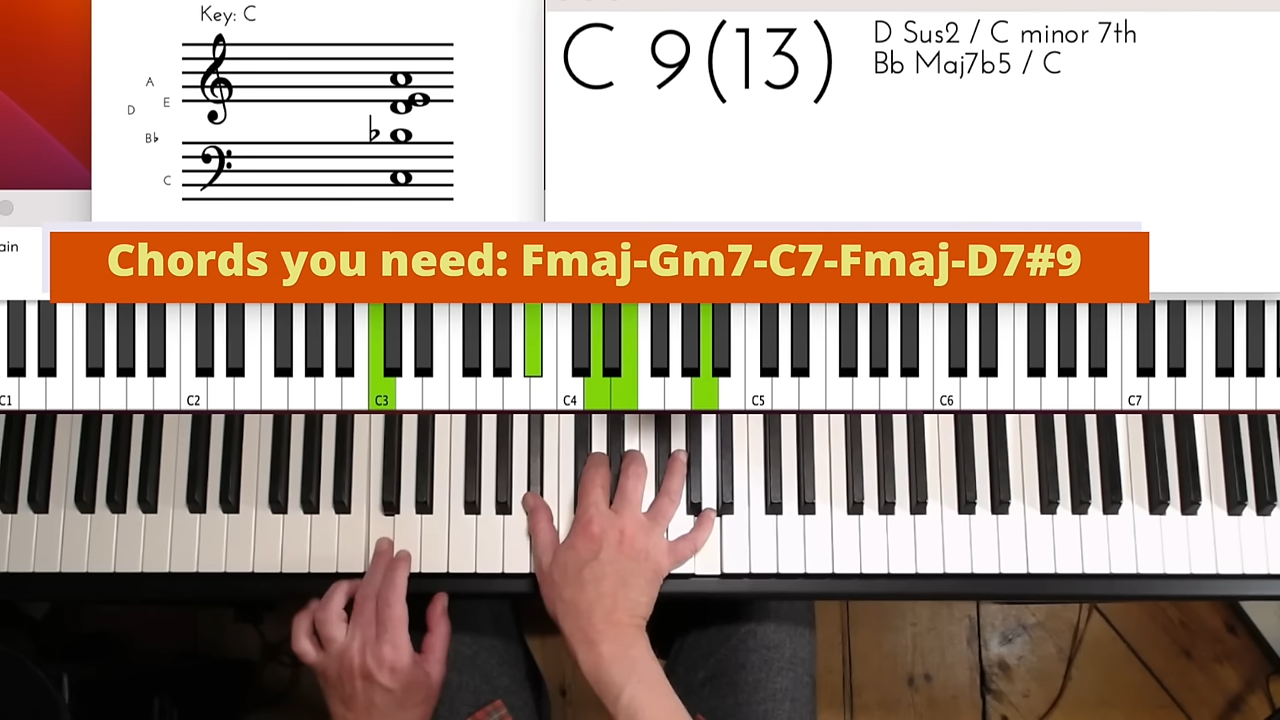 Key: C
C 9(13)
D Sus2 / C minor 7th
Bb Maj7b5 / C
A
E
D
B♭
C
ain
Chords you need: Fmaj-Gm7-C7-Fmaj-D7#9
C1 C2 C3 C4 C5 C6 C7